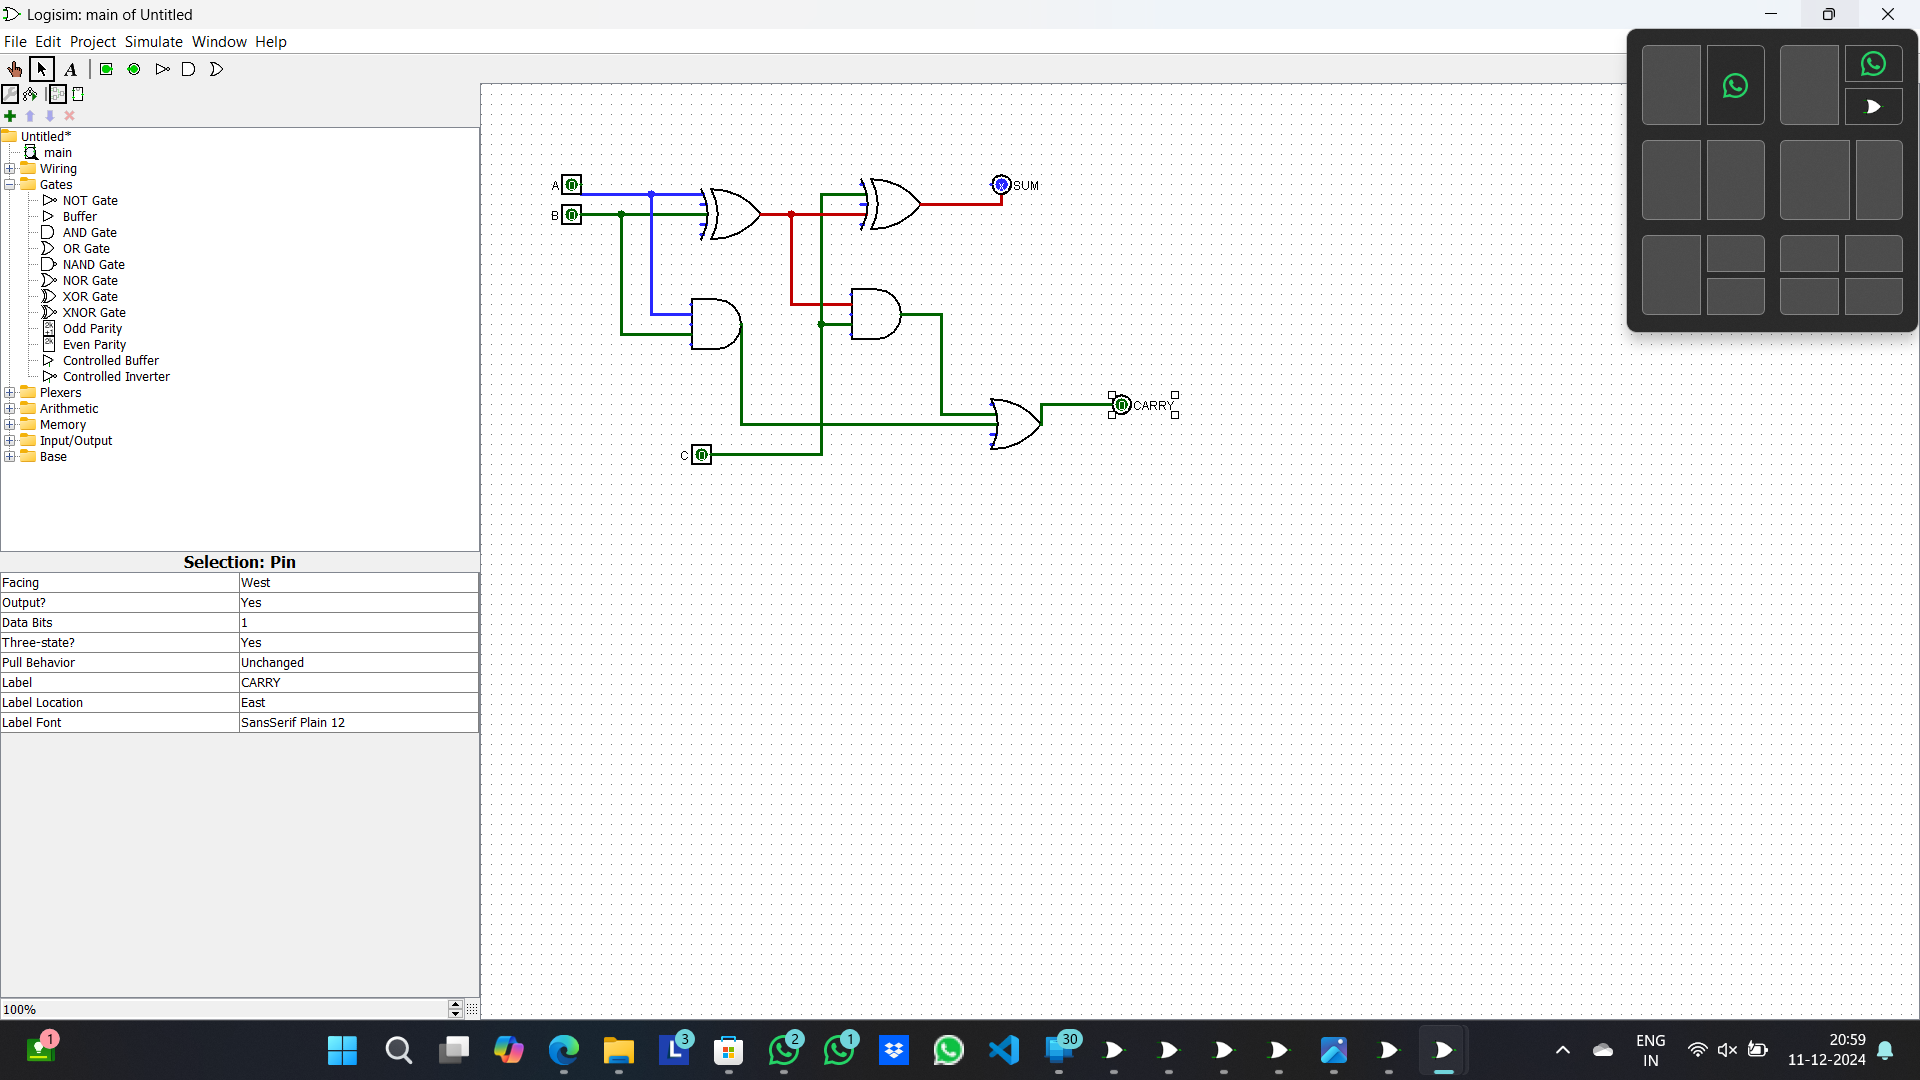 Logisim: main of Untitled
File Edit Project Simulate Window Help
A
Untitled*
main
Wiring
Gates
NOT Gate
Buffer
AND Gate
OR Gate
NAND Gate
NOR Gate
XOR Gate
XNOR Gate
Odd Parity
Even Parity
Controlled Buffer
Controlled Inverter
Plexers
Arithmetic
Memory
Input/Output
Base
Selection: Pin
Facing West
Output? Yes
Data Bits 1
Three-state? Yes
Pull Behavior Unchanged
Label CARRY
Label Location East
Label Font SansSerif Plain 12
100%
A
B
SUM
CARRY
C
1
3
2
1
30
ENG
IN
20:59
11-12-2024